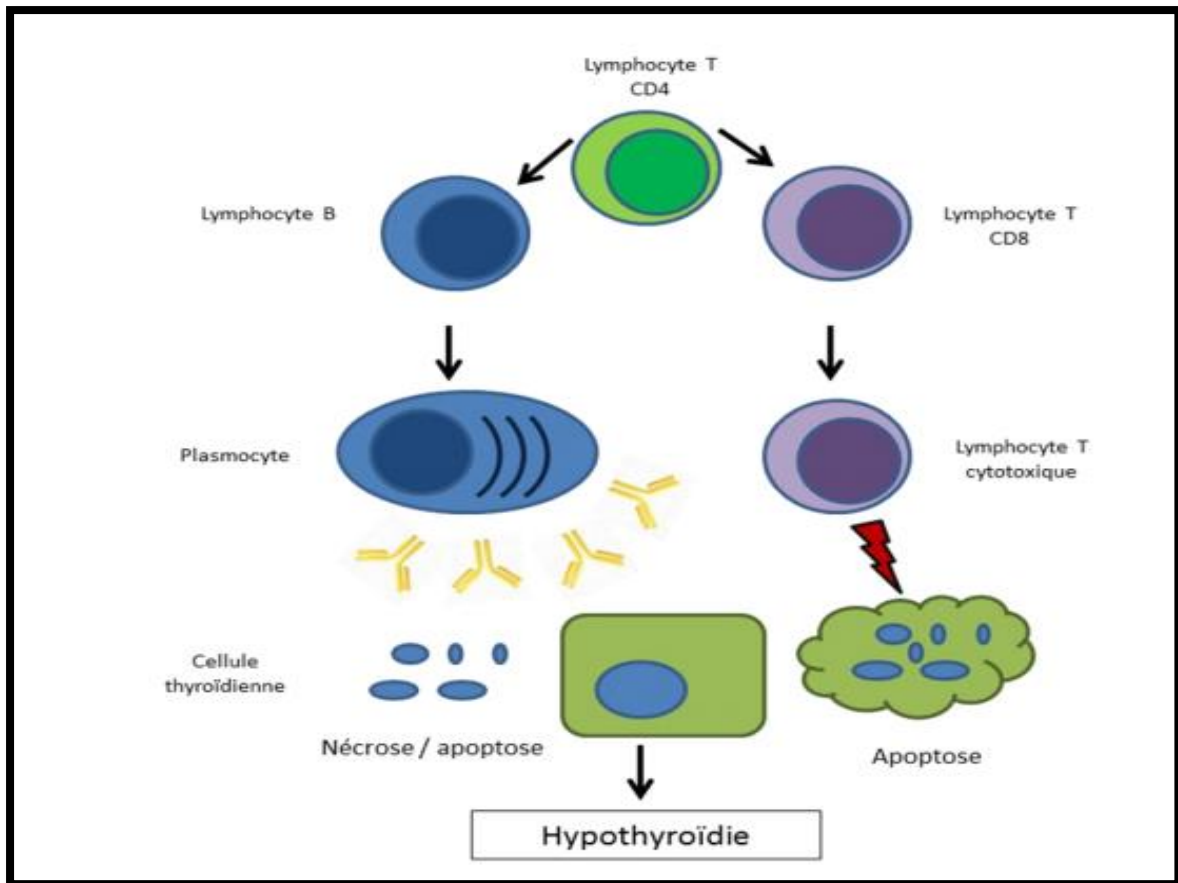 Lymphocyte T
CD4
Lymphocyte B
Lymphocyte T
CD8
Plasmocyte
Lymphocyte T
cytotoxique
Cellule
thyroïdienne
Nécrose / apoptose
Apoptose
Hypothyroïdie